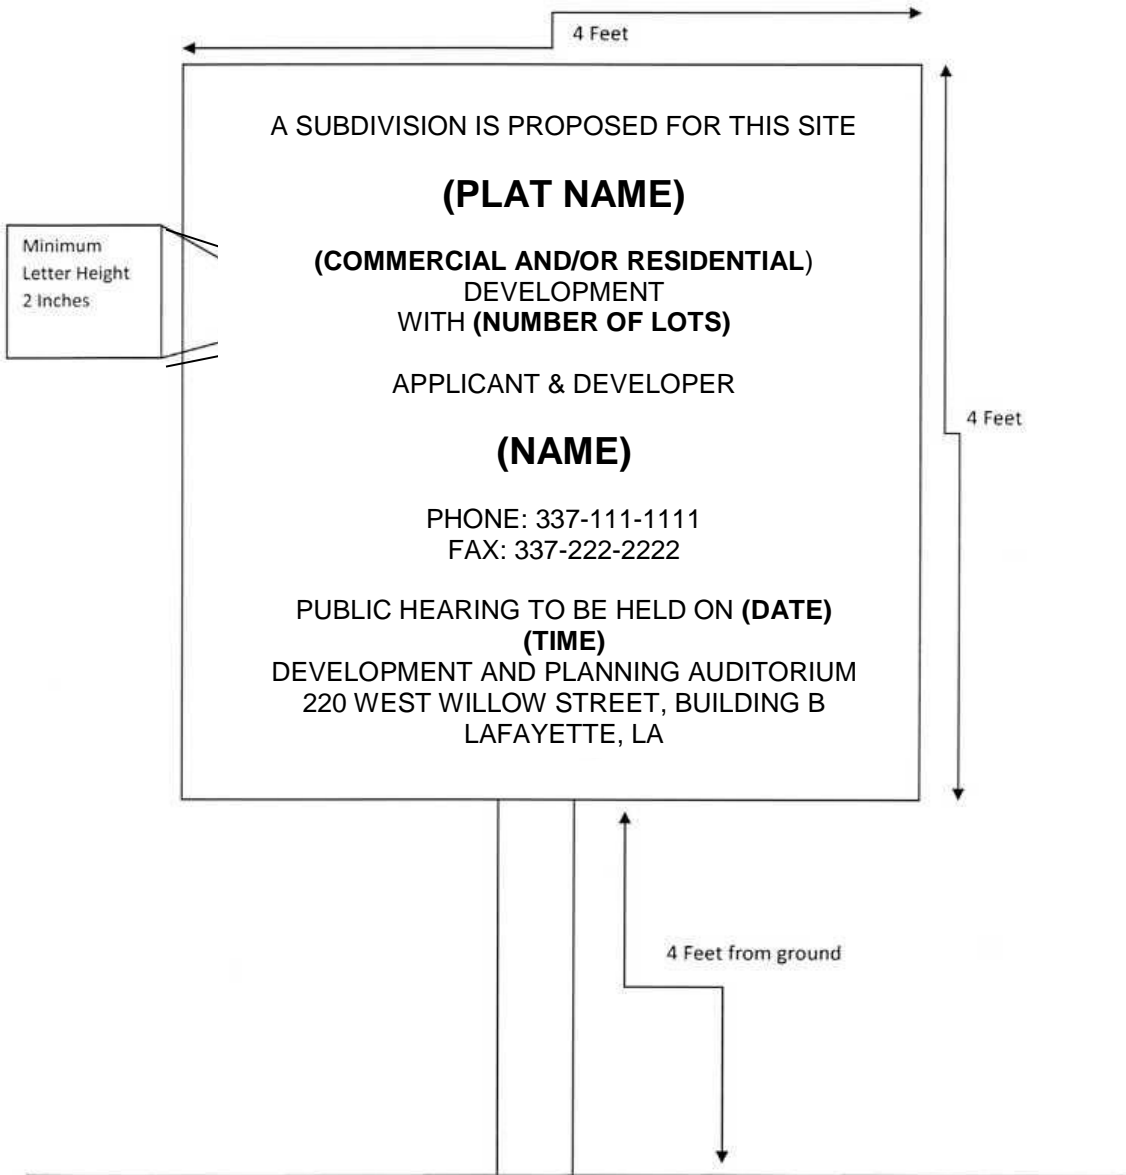 4 Feet
A SUBDIVISION IS PROPOSED FOR THIS SITE
(PLAT NAME)
Minimum
Letter Height
2 Inches
(COMMERCIAL AND/OR RESIDENTIAL)
DEVELOPMENT
WITH (NUMBER OF LOTS)
APPLICANT & DEVELOPER
4 Feet
(NAME)
PHONE: 337-111-1111
FAX: 337-222-2222
PUBLIC HEARING TO BE HELD ON (DATE)
(TIME)
DEVELOPMENT AND PLANNING AUDITORIUM
220 WEST WILLOW STREET, BUILDING B
LAFAYETTE, LA
4 Feet from ground